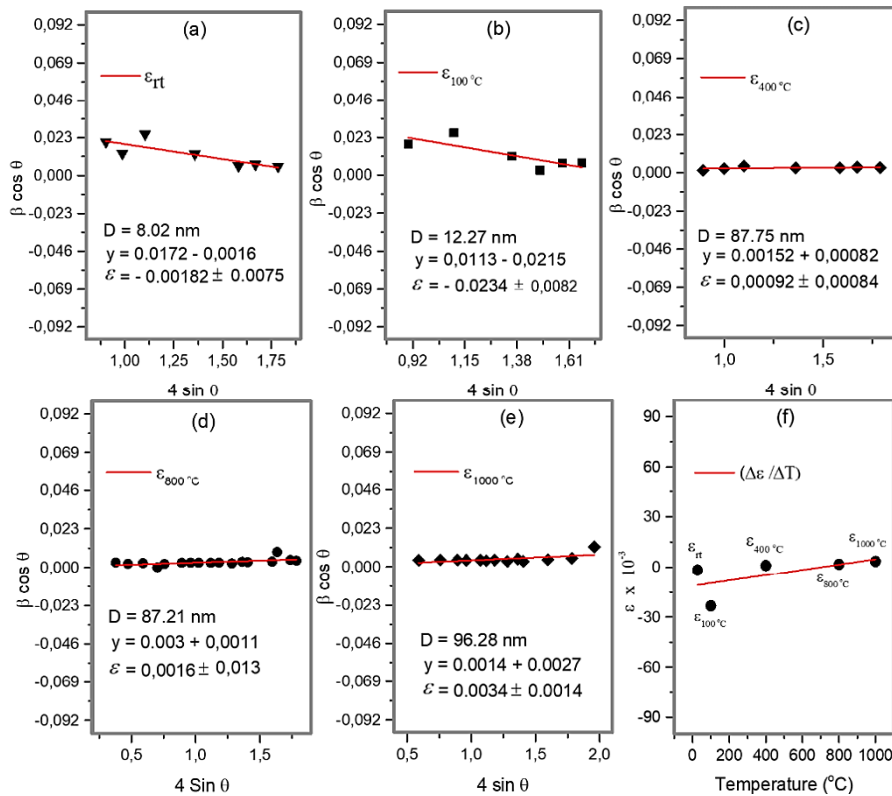 (a)
0,092
0,069
0,046
0,023
0,000
-0,023
-0,046
-0,069
-0,092
β cos θ
εrt
D = 8.02 nm
y = 0.0172 - 0,0016
ε = - 0.00182 ± 0.0075
1,00 1,25 1,50 1,75
4 sin θ
(b)
0,092
0,069
0,046
0,023
0,000
-0,023
-0,046
-0,069
-0,092
β cos θ
ε100 °C
D = 12.27 nm
y = 0,0113 - 0,0215
ε = - 0.0234 ± 0,0082
0,92 1,15 1,38 1,61
4 sin θ
(c)
0,092
0,069
0,046
0,023
0,000
-0,023
-0,046
-0,069
-0,092
β cos θ
ε400°C
D = 87.75 nm
y = 0.00152 + 0,00082
ε = 0,00092 ± 0,00084
1,0 1,5
4 sin θ
(d)
0,092
0,069
0,046
0,023
0,000
-0,023
-0,046
-0,069
-0,092
β cos θ
ε800 °C
D = 87.21 nm
y = 0.003 + 0,0011
ε = 0,0016 ± 0,013
0,5 1,0 1,5
4 Sin θ
(e)
0,092
0,069
0,046
0,023
0,000
-0,023
-0,046
-0,069
-0,092
β cos θ
ε1000 °C
D = 96.28 nm
y = 0.0014 + 0.0027
ε = 0.0034 ± 0.0014
0,5 1,0 1,5 2,0
4 sin θ
(f)
90
60
30
0
-30
-60
-90
ε x 10-3
(Δε /ΔT)
εrt
ε100°C
ε400°C
ε800°C
ε1000°C
0 200 400 600 800 1000
Temperature (°C)